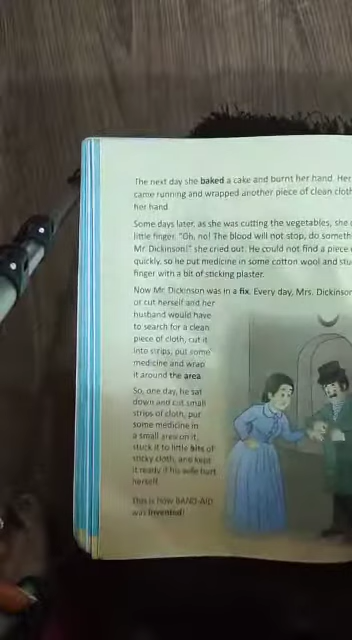 The next day she baked a cake and burnt her hand. Her
came running and wrapped another piece of clean cloth
her hand
Some days later, as she was cutting the vegetables, she
little finger. "Oh, no! The blood will not stop, do someth
Mr Dickinson!" she cried out. He could not find a piece
quickly, so he put medicine in some cotton wool and stu
finger with a bit of sticking plaster.
Now Mr Dickinson was in a fix. Every day, Mrs. Dickinson
or cut herself and her
husband would have
to search for a clean
piece of cloth, cut it
into strips, put some
medicine and wrap
it around the area.
So, one day, he sat
down and cut small
strips of cloth, put
some medicine in
a small area on it,
stuck it to little bits of
sticky cloth, and kept
it ready if his wife hurt
herself.
This is how BAND-AID
was invented!